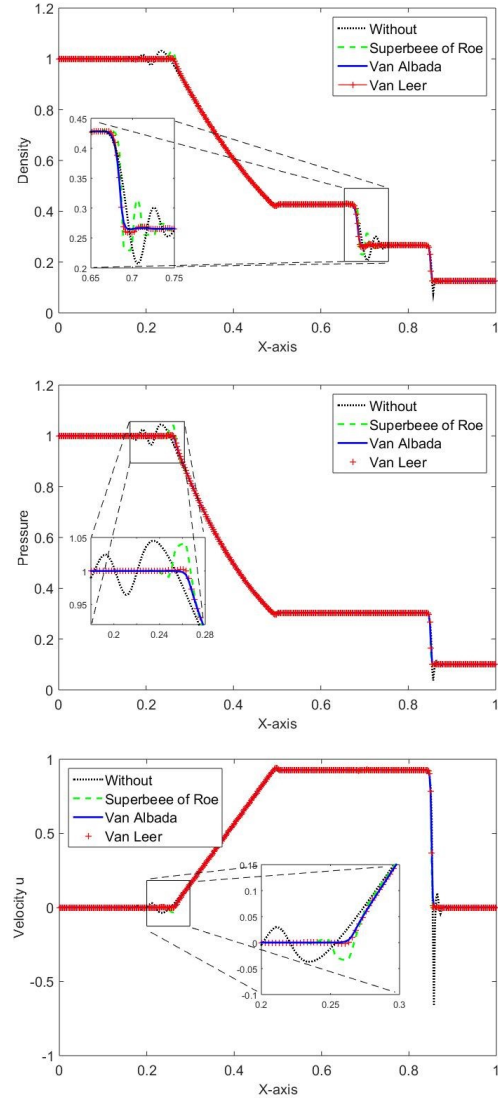 1.2
1
0.8
0.6
0.4
0.2
0
Density
Without
Superbeee of Roe
Van Albada
Van Leer
0.45
0.4
0.35
0.3
0.25
0.2
0.65 0.7 0.75
0 0.2 0.4 0.6 0.8 1
X-axis
1.2
1
0.8
0.6
0.4
0.2
0
Pressure
Without
Superbeee of Roe
Van Albada
Van Leer
1.05
1
0.95
0.2 0.24 0.28
0 0.2 0.4 0.6 0.8 1
X-axis
1
0.5
0
-0.5
-1
Velocity u
Without
Superbeee of Roe
Van Albada
Van Leer
0.15
0.1
0.05
0
-0.05
-0.1
0.2 0.22 0.24 0.26 0.28 0.3
0 0.2 0.4 0.6 0.8 1
X-axis